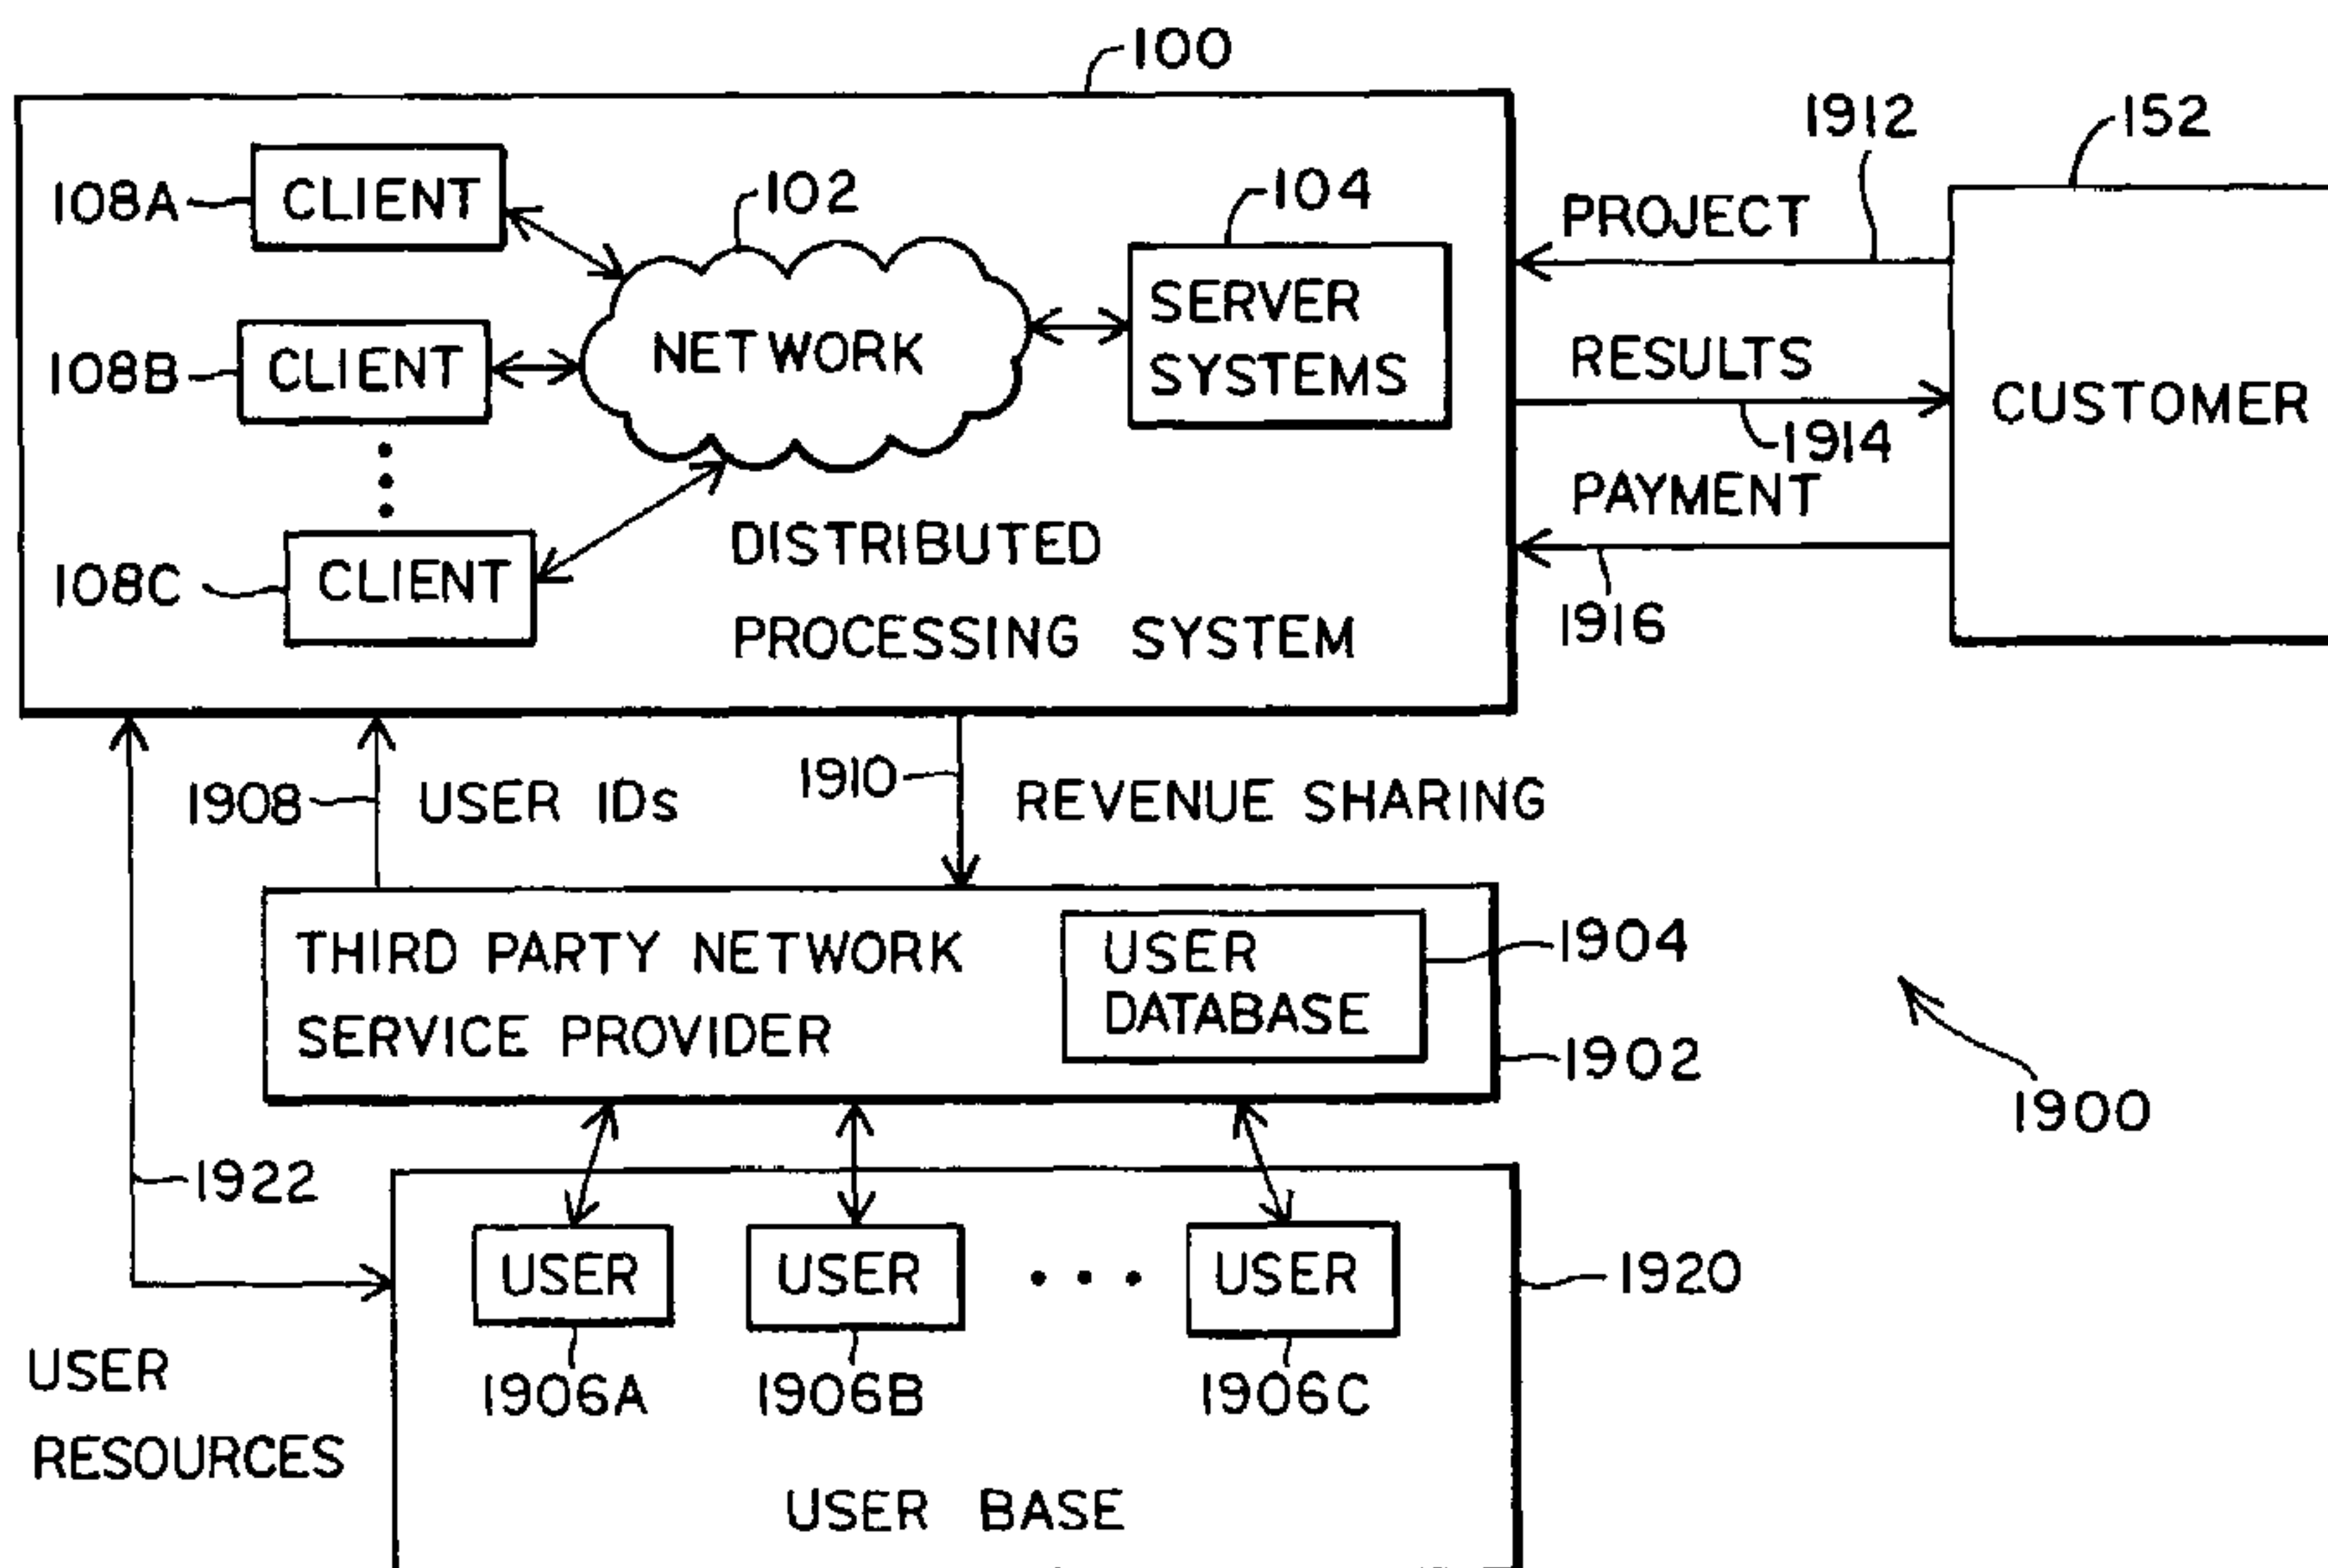 100
1912
152
108A
CLIENT
102
104
PROJECT
SERVER
SYSTEMS
NETWORK
108B
CLIENT
RESULTS
CUSTOMER
1914
PAYMENT
108C
CLIENT
DISTRIBUTED
PROCESSING SYSTEM
1916
1908
USER IDs
1910
REVENUE SHARING
THIRD PARTY NETWORK
SERVICE PROVIDER
USER
DATABASE
1904
1902
1900
1922
USER
USER
USER
1920
1906A
1906B
1906C
USER
RESOURCES
USER BASE